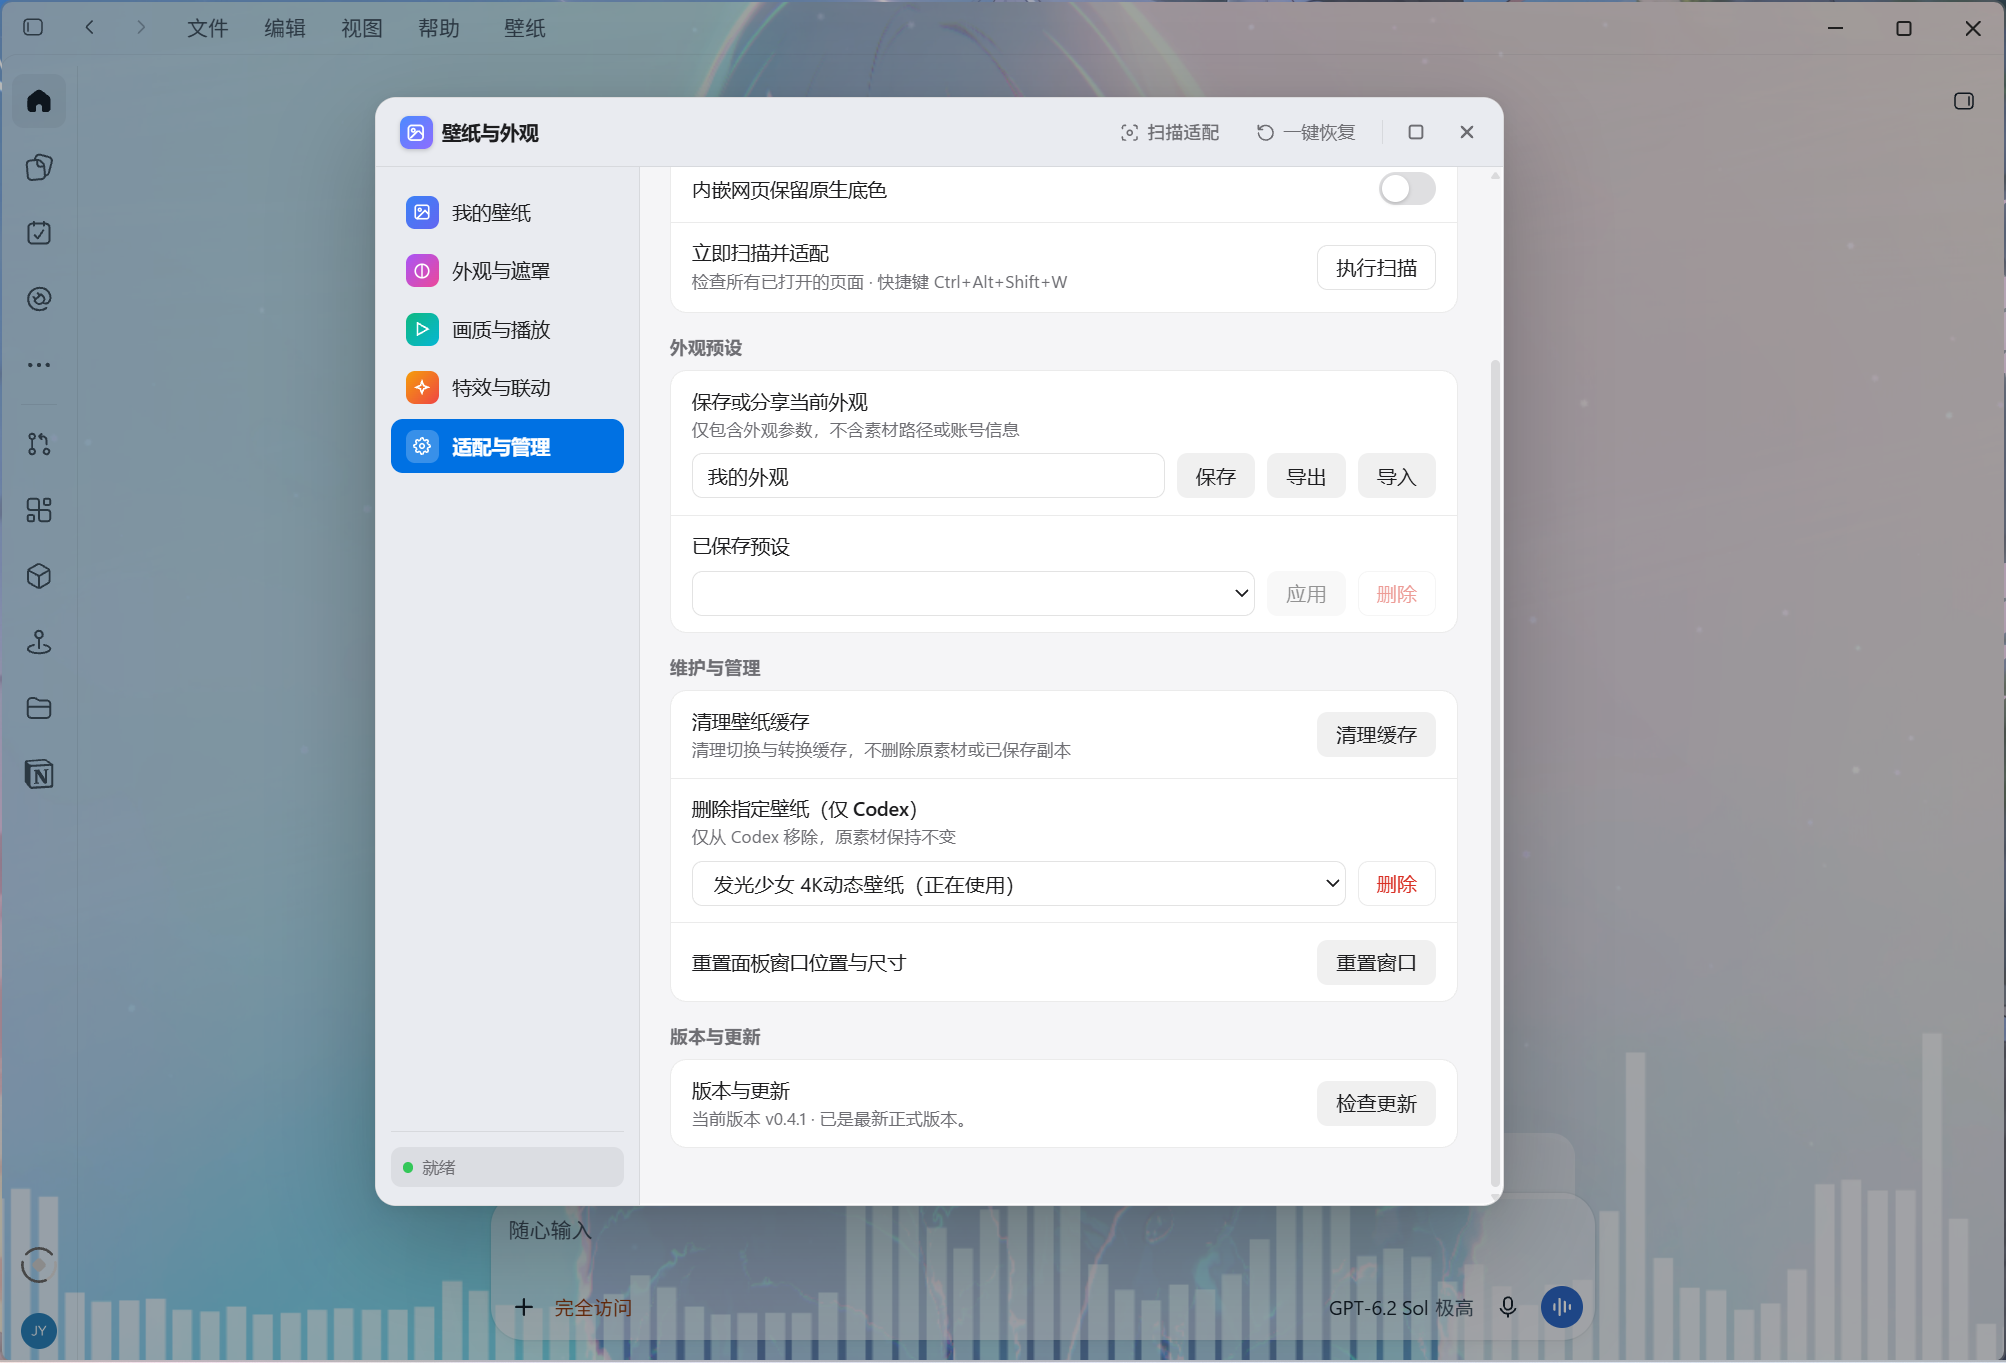 文件 编辑 视图 帮助 壁纸
壁纸与外观
扫描适配
一键恢复
我的壁纸
外观与遮罩
画质与播放
特效与联动
适配与管理
就绪
内嵌网页保留原生底色
立即扫描并适配
检查所有已打开的页面 · 快捷键 Ctrl+Alt+Shift+W
执行扫描
外观预设
保存或分享当前外观
仅包含外观参数，不含素材路径或账号信息
我的外观
保存
导出
导入
已保存预设
应用
删除
维护与管理
清理壁纸缓存
清理切换与转换缓存，不删除原素材或已保存副本
清理缓存
删除指定壁纸（仅 Codex）
仅从 Codex 移除，原素材保持不变
发光少女 4K动态壁纸（正在使用）
删除
重置面板窗口位置与尺寸
重置窗口
版本与更新
版本与更新
当前版本 v0.4.1 · 已是最新正式版本。
检查更新
随心输入
完全访问
GPT-6.2 Sol 极高
N
JY